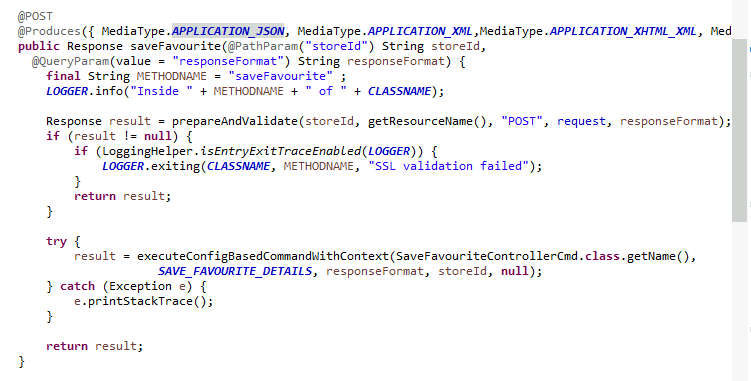 @POST
@Produces({ MediaType.APPLICATION_JSON, MediaType.APPLICATION_XML,MediaType.APPLICATION_XHTML_XML, Med
public Response saveFavourite(@PathParam("storeId") String storeId,
@QueryParam(value = "responseFormat") String responseFormat) {
final String METHODNAME = "saveFavourite" ;
LOGGER.info("Inside " + METHODNAME + " of " + CLASSNAME);
Response result = prepareAndValidate(storeId, getResourceName(), "POST", request, responseFormat);
if (result != null) {
if (LoggingHelper.isEntryExitTraceEnabled(LOGGER)) {
LOGGER.exiting(CLASSNAME, METHODNAME, "SSL validation failed");
}
return result;
}
try {
result = executeConfigBasedCommandWithContext(SaveFavouriteControllerCmd.class.getName(),
SAVE_FAVOURITE_DETAILS, responseFormat, storeId, null);
} catch (Exception e) {
e.printStackTrace();
}
return result;
}